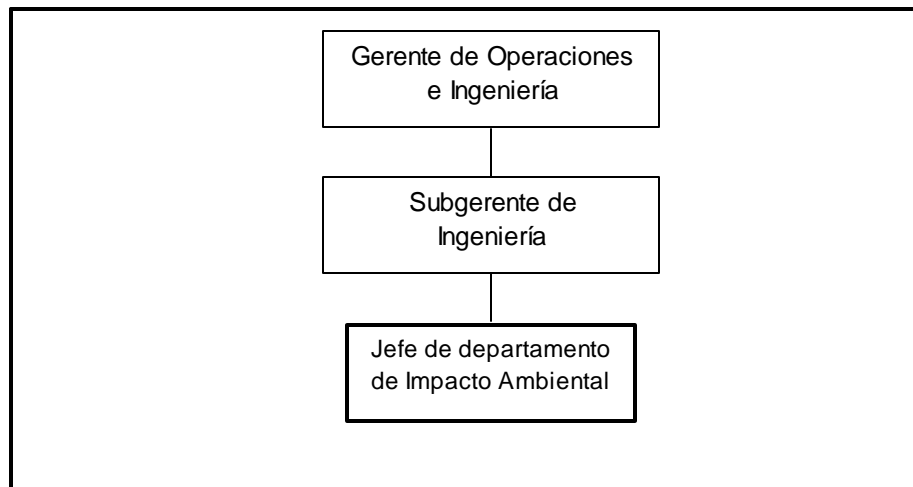 Gerente de Operaciones
e Ingeniería
Subgerente de
Ingeniería
Jefe de departamento
de Impacto Ambiental